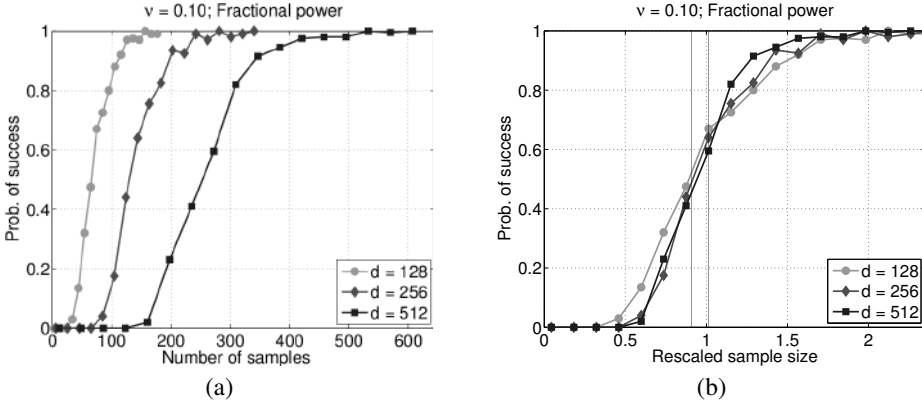 ν = 0.10; Fractional power
Prob. of success
1
0.8
0.6
0.4
0.2
0
0 100 200 300 400 500 600
Number of samples
d = 128
d = 256
d = 512
(a)
ν = 0.10; Fractional power
Prob. of success
1
0.8
0.6
0.4
0.2
0
0 0.5 1 1.5 2
Rescaled sample size
d = 128
d = 256
d = 512
(b)